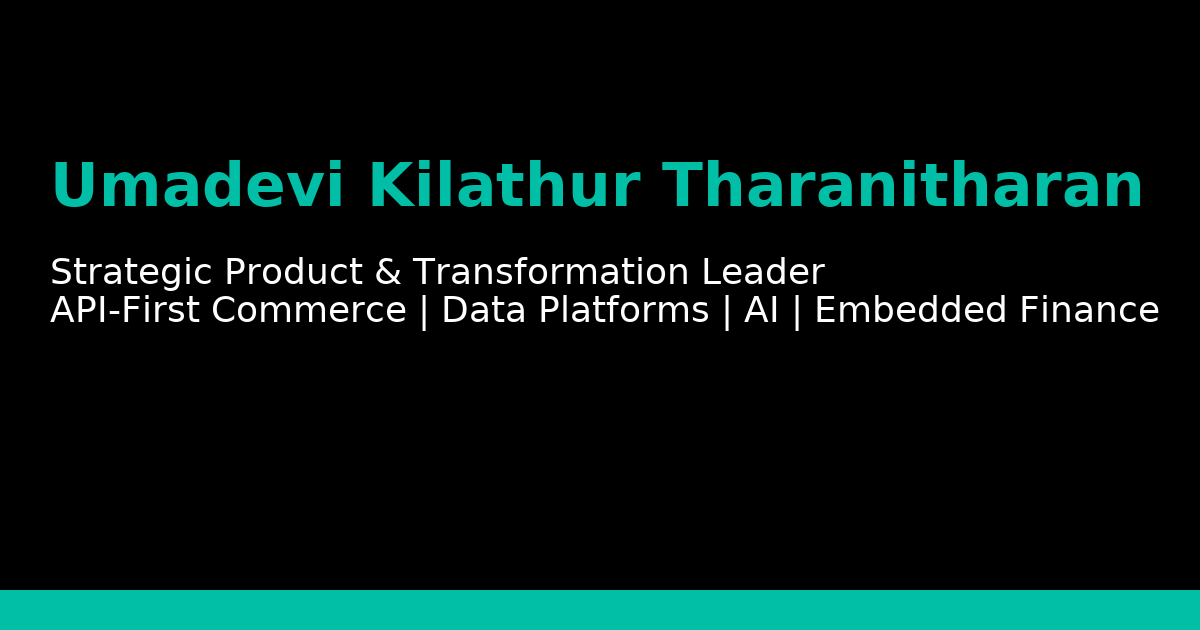 Umadevi Kilathur Tharanitharan
Strategic Product & Transformation Leader
API-First Commerce | Data Platforms | AI | Embedded Finance